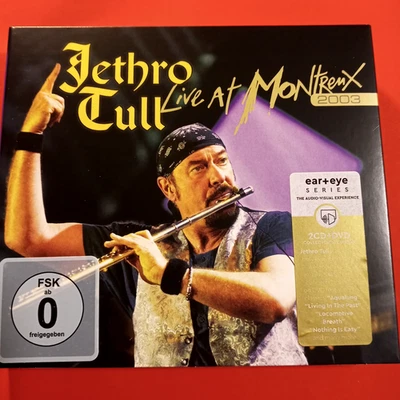 Jethro
Tull
Live At Montreux
2003
ear+eye
SERIES
THE AUDIO-VISUAL EXPERIENCE
2CD+DVD
"Living In The Past"
"Locomotive
Breath"
"Nothing Is Easy"
FSK
ab
0
freigegeben